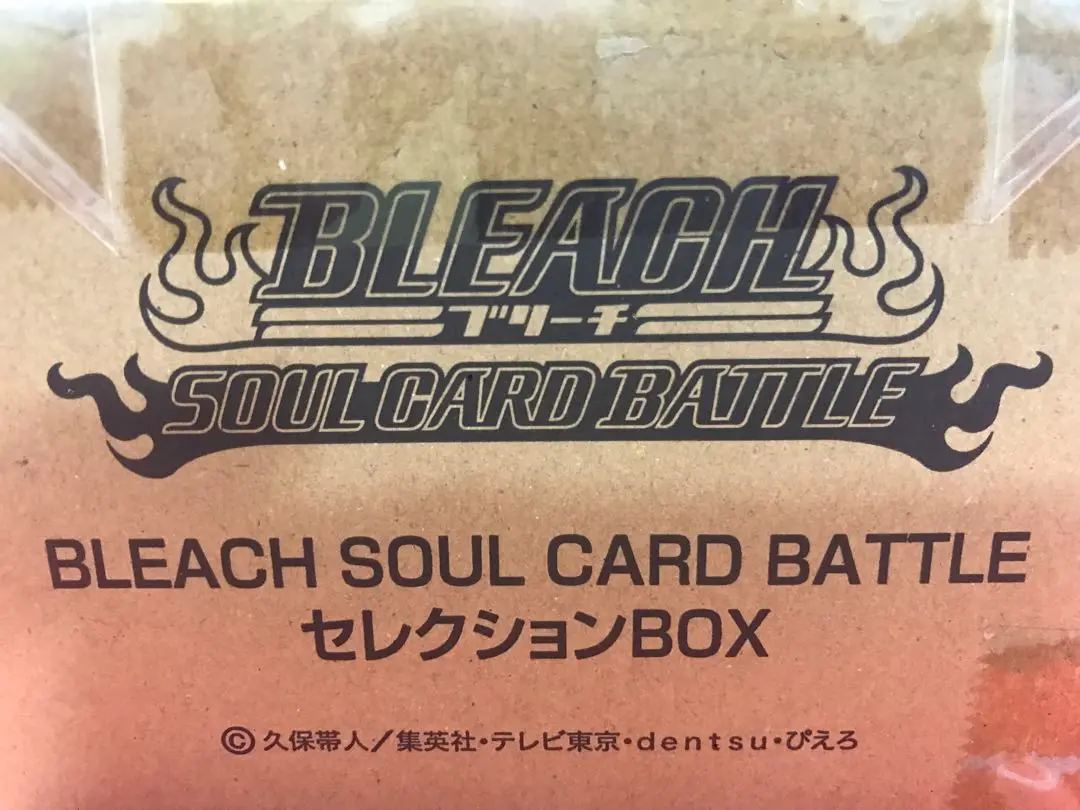 BLEACH
ブリーチ
SOUL CARD BATTLE
BLEACH SOUL CARD BATTLE
セレクションBOX
©久保帯人/集英社・テレビ東京・dentsu・ぴえろ